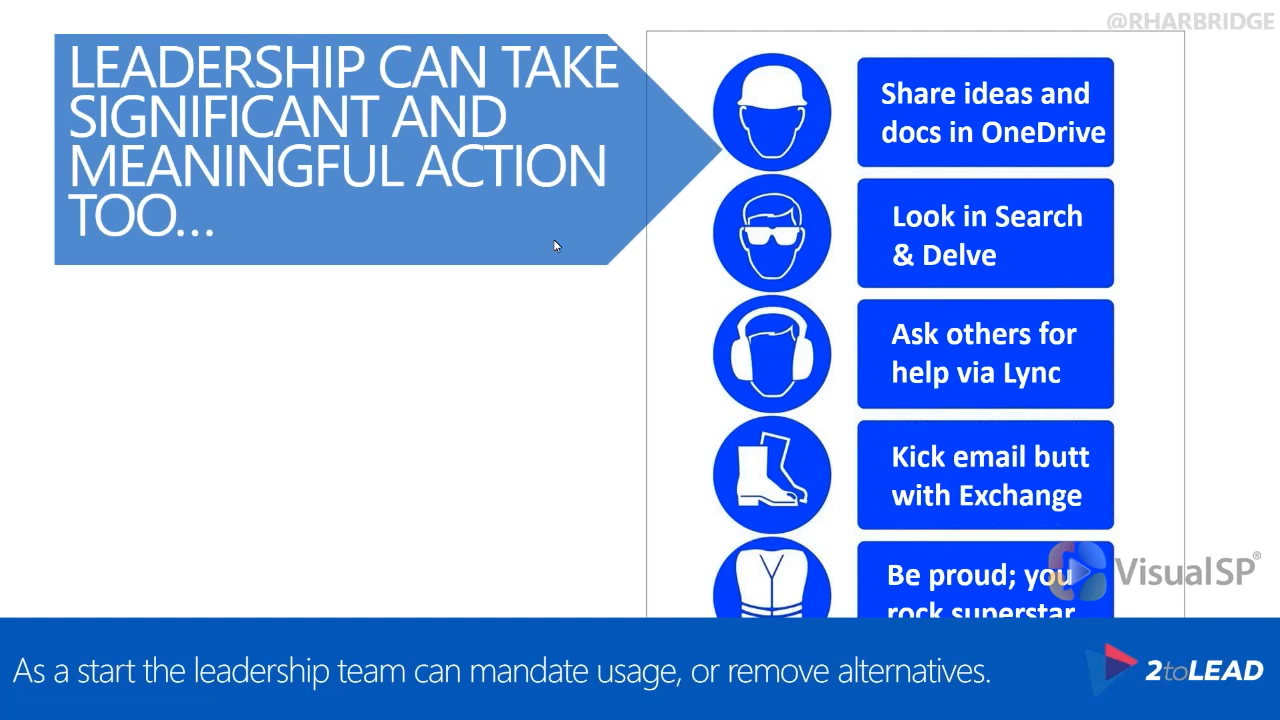 @RHARBRIDGE
LEADERSHIP CAN TAKE
SIGNIFICANT AND
MEANINGFUL ACTION
TOO...
Share ideas and
docs in OneDrive
Look in Search
& Delve
Ask others for
help via Lync
Kick email butt
with Exchange
Be proud; you
rock superstar
VisualSP®
As a start the leadership team can mandate usage, or remove alternatives.
2toLEAD